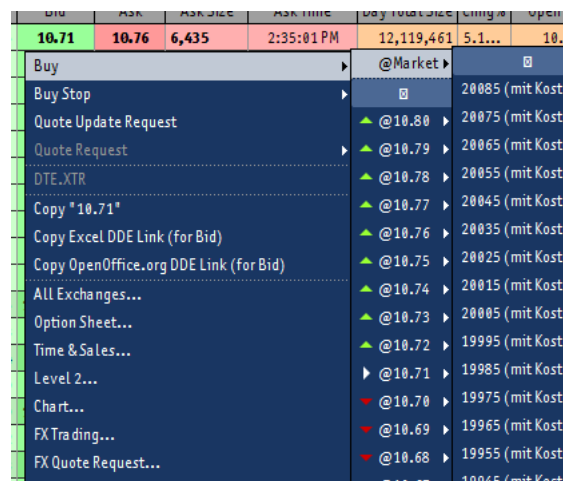 Bid Ask Ask Size Ask Time Day Total Size Chng% Open
10.71 10.76 6,435 2:35:01 PM 12,119,461 5.1... 10.
Buy
Buy Stop
Quote Update Request
Quote Request
DTE.XTR
Copy "10.71"
Copy Excel DDE Link (for Bid)
Copy OpenOffice.org DDE Link (for Bid)
All Exchanges...
Option Sheet...
Time & Sales...
Level 2...
Chart...
FX Trading...
FX Quote Request...
@Market
@10.80
@10.79
@10.78
@10.77
@10.76
@10.75
@10.74
@10.73
@10.72
@10.71
@10.70
@10.69
@10.68
20085 (mit Kost
20075 (mit Kost
20065 (mit Kost
20055 (mit Kost
20045 (mit Kost
20035 (mit Kost
20025 (mit Kost
20015 (mit Kost
20005 (mit Kost
19995 (mit Kost
19985 (mit Kost
19975 (mit Kost
19965 (mit Kost
19955 (mit Kost